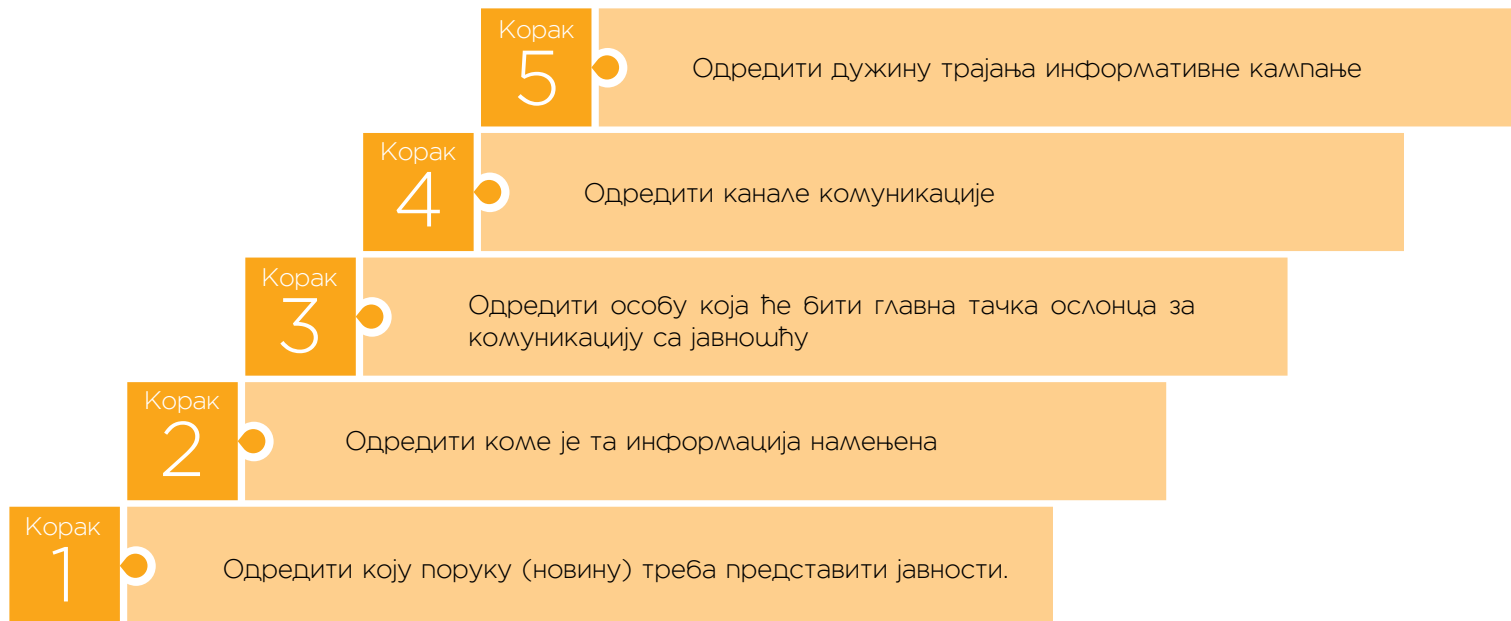 Корак
5
Одредити дужину трајања информативне кампање
Корак
4
Одредити канале комуникације
Корак
3
Одредити особу која ће бити главна тачка ослонца за
комуникацију са јавношћу
Корак
2
Одредити коме је та информација намењена
Корак
1
Одредити коју поруку (новину) треба представити јавности.